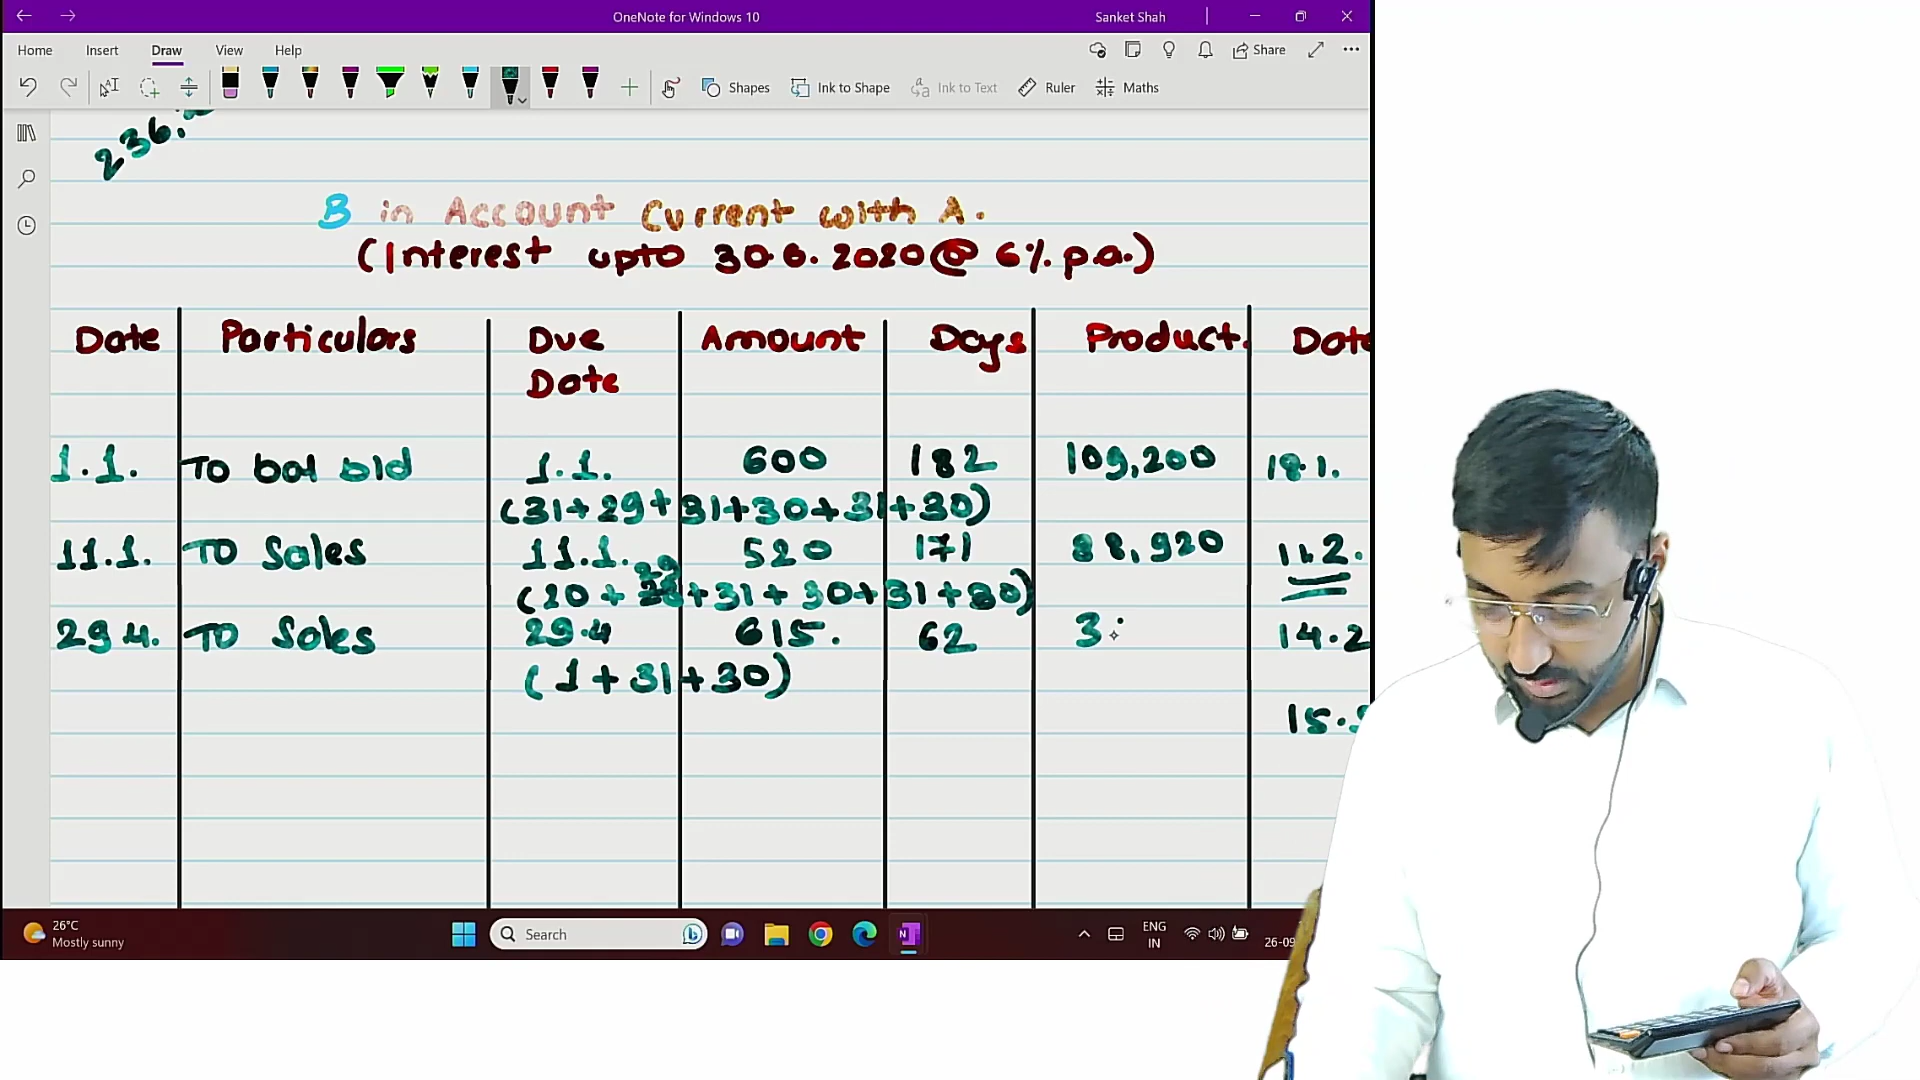 OneNote for Windows 10
Sanket Shah
Home Insert Draw View Help
Share
Shapes Ink to Shape Ink to Text Ruler Maths
B in Account Current with A.
(Interest upto 30.6.2020@ 6% p.a.)
Date Particulars Due Date Amount Days Product. Date
1.1. To bal bld 1.1. 600 182 109,200 18.1.
(31+29+31+30+31+30)
11.1. TO Sales 11.1. 520 171 88,920 11.2.
29
(20+28+31+30+31+30)
29 4. TO Sales 29.4 615. 62 3 14.2
(1+31+30)
15.
26°C
Mostly sunny
Search
ENG
IN
26-09